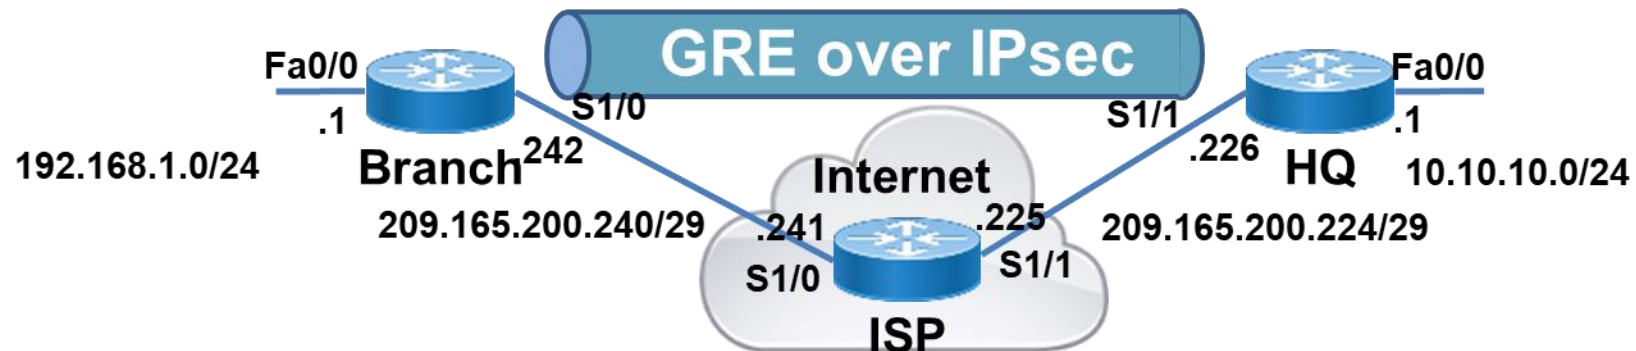 GRE over IPsec
Fa0/0
Fa0/0
S1/0
S1/1
.1
.1
.242
.226
192.168.1.0/24
Branch
Internet
HQ
10.10.10.0/24
209.165.200.240/29
.241
.225
209.165.200.224/29
S1/0
S1/1
ISP